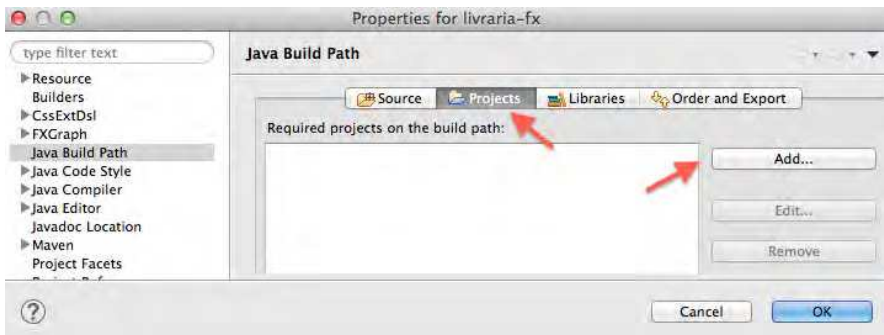 Properties for livraria-fx
type filter text
Resource
Builders
CssExtDsl
FXGraph
Java Build Path
Java Code Style
Java Compiler
Java Editor
Javadoc Location
Maven
Project Facets
Java Build Path
Source Projects Libraries Order and Export
Required projects on the build path:
Add...
Edit...
Remove
?
Cancel OK